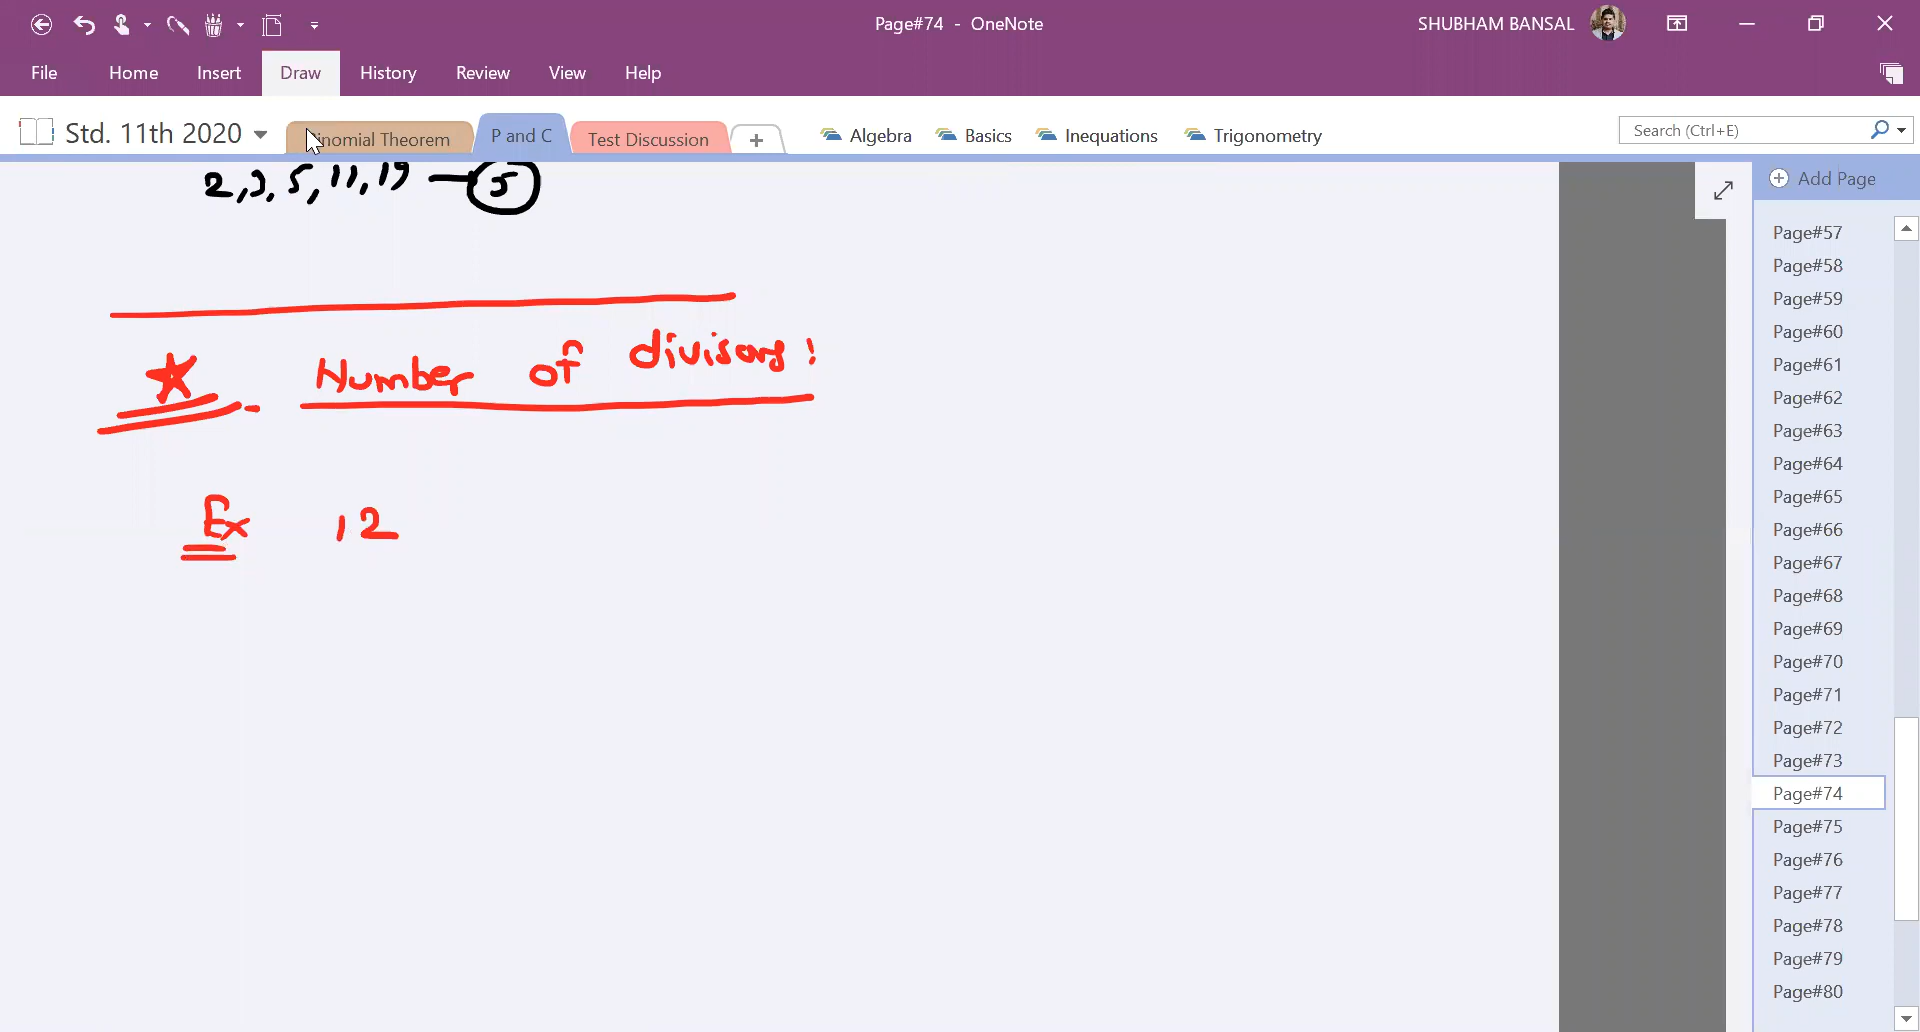 Page#74 - OneNote
SHUBHAM BANSAL
File Home Insert Draw History Review View Help
Std. 11th 2020
inomial Theorem
P and C
Test Discussion
+
Algebra
Basics
Inequations
Trigonometry
Search (Ctrl+E)
2,3, 5, 11, 19 — 5
Number of divisors:
Ex 12
Add Page
Page#57
Page#58
Page#59
Page#60
Page#61
Page#62
Page#63
Page#64
Page#65
Page#66
Page#67
Page#68
Page#69
Page#70
Page#71
Page#72
Page#73
Page#74
Page#75
Page#76
Page#77
Page#78
Page#79
Page#80